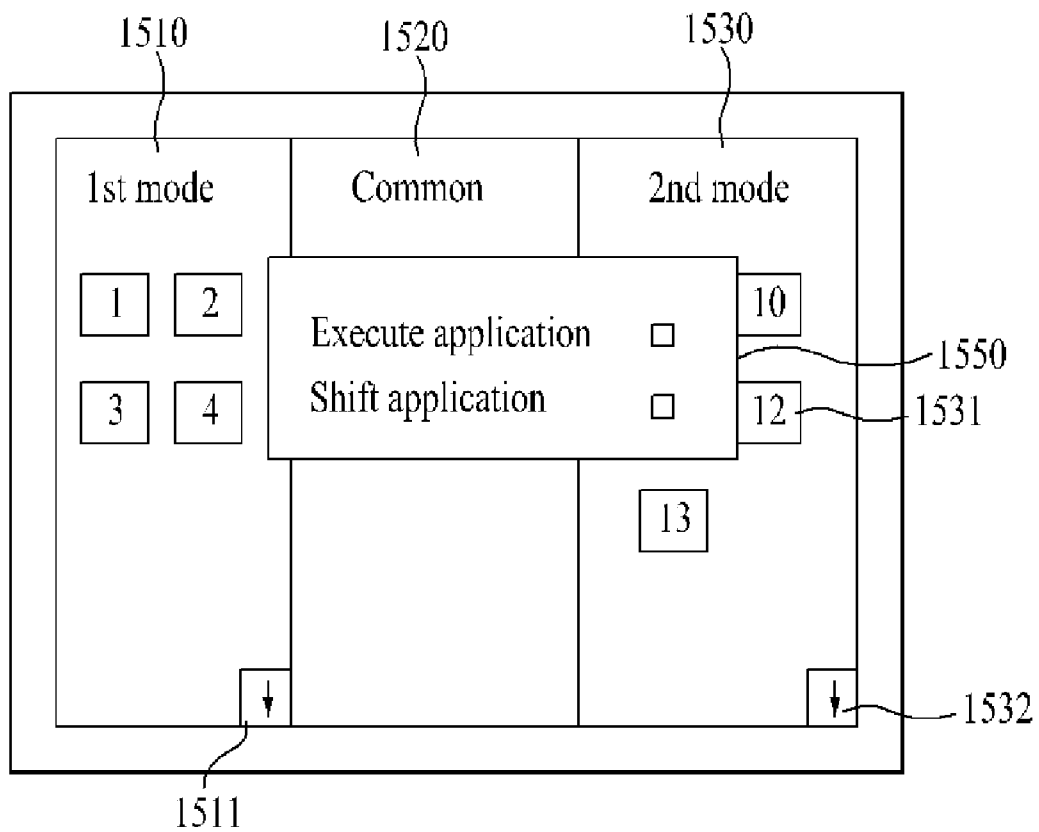 1510 1520 1530
1st mode Common 2nd mode
1 2 10
Execute application
1550
Shift application
3 4 12 1531
13
↓ ↓
1532
1511